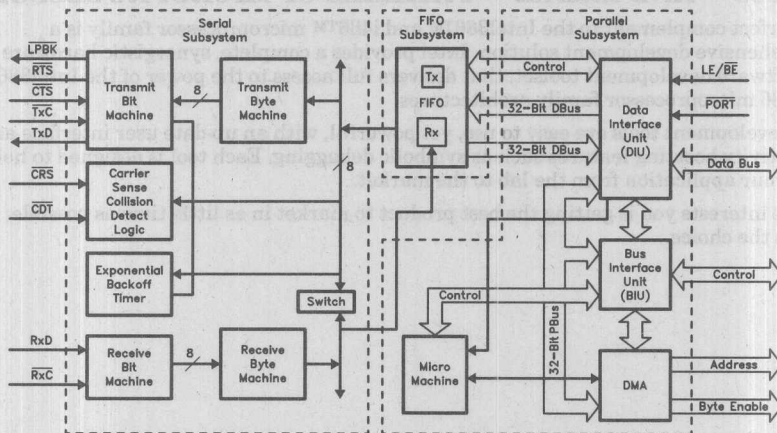 Serial
Subsystem
FIFO
Subsystem
Parallel
Subsystem
LPBK
RTS
CTS
TxC
TxD
CRS
CDT
RxD
RxC
Transmit
Bit
Machine
8
Transmit
Byte
Machine
Carrier
Sense
Collision
Detect
Logic
Exponential
Backoff
Timer
Receive
Bit
Machine
8
Receive
Byte
Machine
8
Switch
Tx
FIFO
Rx
Control
32-Bit DBus
32-Bit DBus
Control
Micro
Machine
32-Bit PBus
Data
Interface
Unit
(DIU)
Bus
Interface
Unit
(BIU)
DMA
LE/BE
PORT
Data Bus
Control
Address
Byte Enable